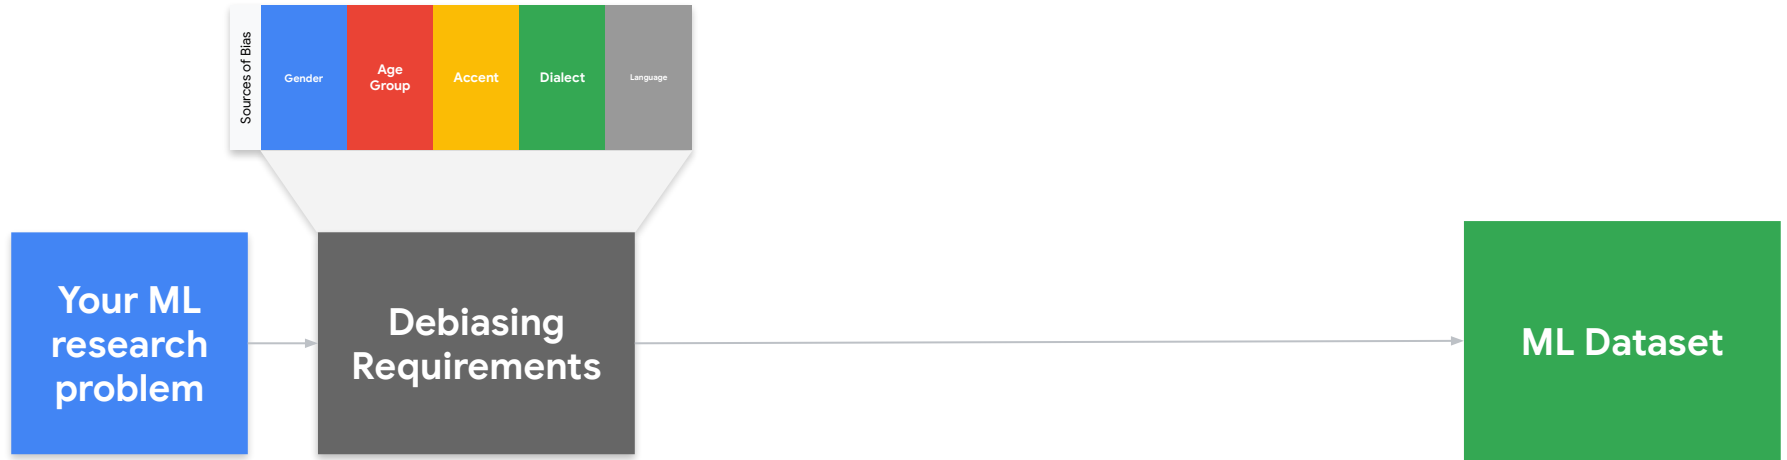 Sources of Bias
Gender
Age
Group
Accent
Dialect
Language
Your ML
research
problem
Debiasing
Requirements
ML Dataset